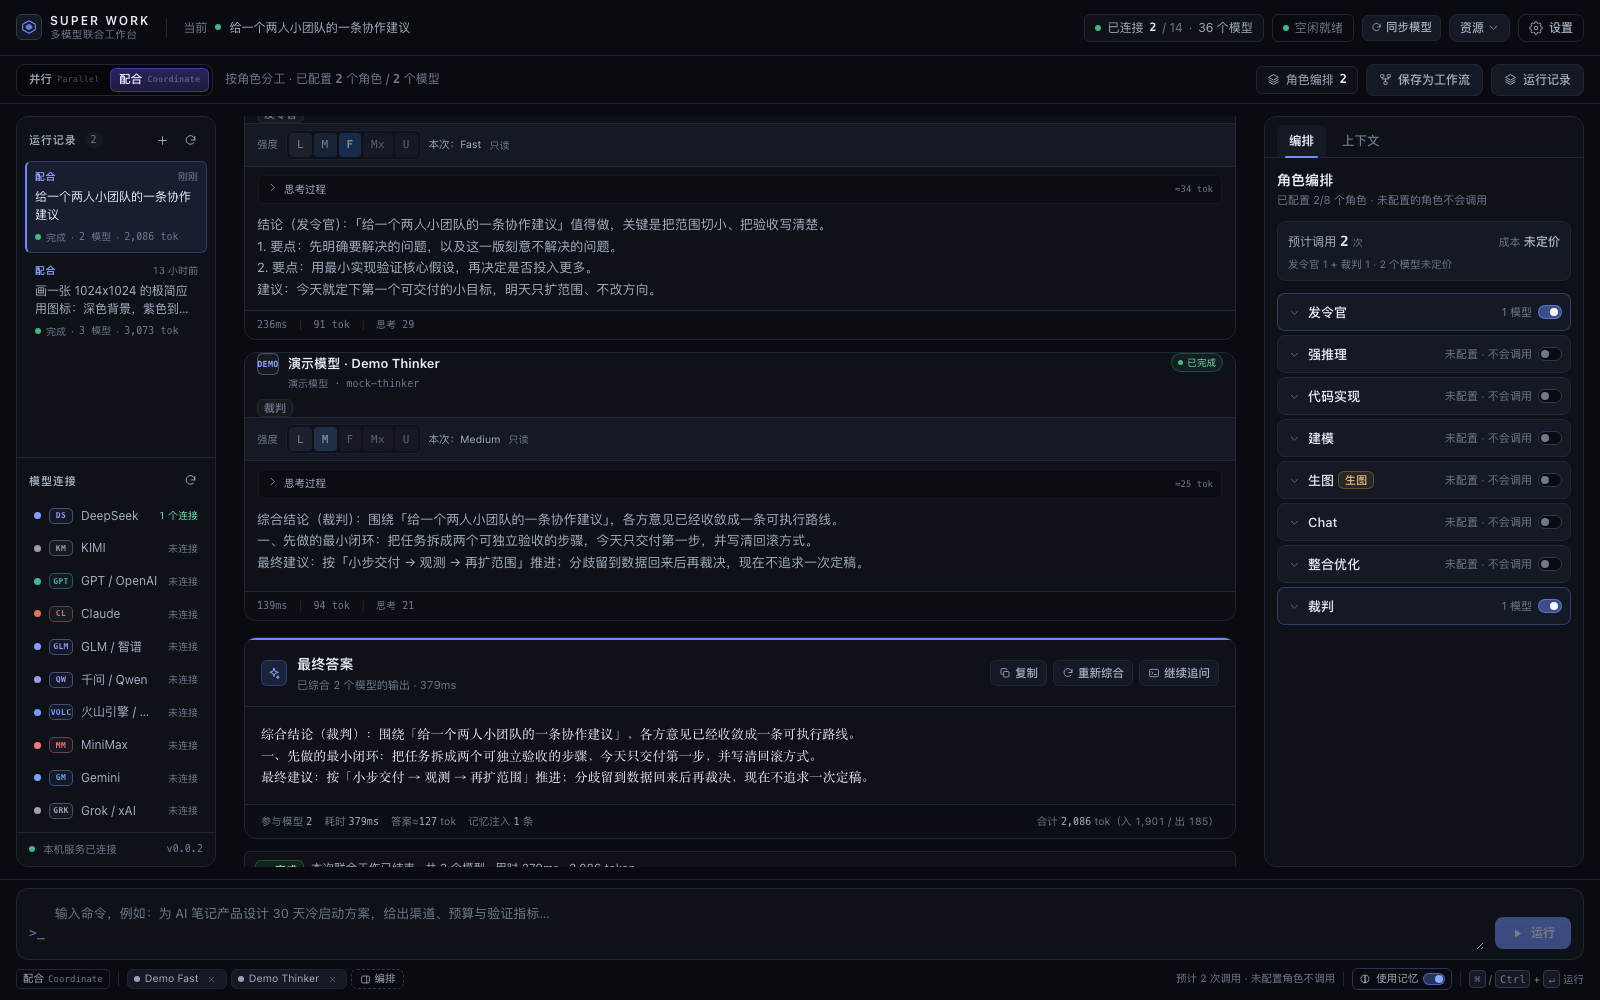 SUPER WORK
多模型联合工作台
当前 给一个两人小团队的一条协作建议
已连接 2 / 14 · 36 个模型
空闲就绪
同步模型
资源
设置
并行 Parallel
配合 Coordinate
按角色分工 · 已配置 2 个角色 / 2 个模型
角色编排 2
保存为工作流
运行记录
运行记录 2
配合 刚刚
给一个两人小团队的一条协作
建议
完成 · 2 模型 · 2,086 tok
配合 13 小时前
画一张 1024x1024 的极简应
用图标：深色背景，紫色到...
完成 · 3 模型 · 3,073 tok
模型连接
DS DeepSeek 1 个连接
KM KIMI 未连接
GPT GPT / OpenAI 未连接
CL Claude 未连接
GLM GLM / 智谱 未连接
QW 千问 / Qwen 未连接
VOLC 火山引擎 / ... 未连接
MM MiniMax 未连接
GM Gemini 未连接
GRK Grok / xAI 未连接
本机服务已连接 v0.0.2
强度 L M F Mx U 本次：Fast 只读
思考过程 ≈34 tok
结论（发令官）：「给一个两人小团队的一条协作建议」值得做，关键是把范围切小、把验收写清楚。
1. 要点：先明确要解决的问题，以及这一版刻意不解决的问题。
2. 要点：用最小实现验证核心假设，再决定是否投入更多。
建议：今天就定下第一个可交付的小目标，明天只扩范围、不改方向。
236ms 91 tok 思考 29
DEMO 演示模型 · Demo Thinker 已完成
演示模型 · mock-thinker
裁判
强度 L M F Mx U 本次：Medium 只读
思考过程 ≈25 tok
综合结论（裁判）：围绕「给一个两人小团队的一条协作建议」，各方意见已经收敛成一条可执行路线。
一、先做的最小闭环：把任务拆成两个可独立验收的步骤，今天只交付第一步，并写清回滚方式。
最终建议：按「小步交付 → 观测 → 再扩范围」推进；分歧留到数据回来后再裁决，现在不追求一次定稿。
139ms 94 tok 思考 21
最终答案
已综合 2 个模型的输出 · 379ms
复制
重新综合
继续追问
综合结论（裁判）：围绕「给一个两人小团队的一条协作建议」，各方意见已经收敛成一条可执行路线。
一、先做的最小闭环：把任务拆成两个可独立验收的步骤，今天只交付第一步，并写清回滚方式。
最终建议：按「小步交付 → 观测 → 再扩范围」推进；分歧留到数据回来后再裁决，现在不追求一次定稿。
参与模型 2 耗时 379ms 答案≈127 tok 记忆注入 1 条 合计 2,086 tok（入 1,901 / 出 185）
编排 上下文
角色编排
已配置 2/8 个角色 · 未配置的角色不会调用
预计调用 2 次 成本 未定价
发令官 1 + 裁判 1 · 2 个模型未定价
发令官 1 模型
强推理 未配置 · 不会调用
代码实现 未配置 · 不会调用
建模 未配置 · 不会调用
生图 生图 未配置 · 不会调用
Chat 未配置 · 不会调用
整合优化 未配置 · 不会调用
裁判 1 模型
输入命令，例如：为 AI 笔记产品设计 30 天冷启动方案，给出渠道、预算与验证指标...
>_
运行
配合 Coordinate
Demo Fast ×
Demo Thinker ×
编排
预计 2 次调用 · 未配置角色不调用
使用记忆
⌘ / Ctrl + ↵ 运行